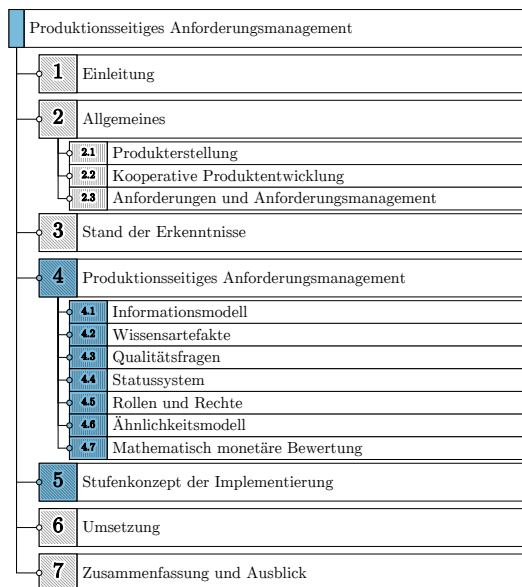 Produktionsseitiges Anforderungsmanagement
1 Einleitung
2 Allgemeines
2.1 Produkterstellung
2.2 Kooperative Produktentwicklung
2.3 Anforderungen und Anforderungsmanagement
3 Stand der Erkenntnisse
4 Produktionsseitiges Anforderungsmanagement
4.1 Informationsmodell
4.2 Wissensartefakte
4.3 Qualitätsfragen
4.4 Statussystem
4.5 Rollen und Rechte
4.6 Ähnlichkeitsmodell
4.7 Mathematisch monetäre Bewertung
5 Stufenkonzept der Implementierung
6 Umsetzung
7 Zusammenfassung und Ausblick